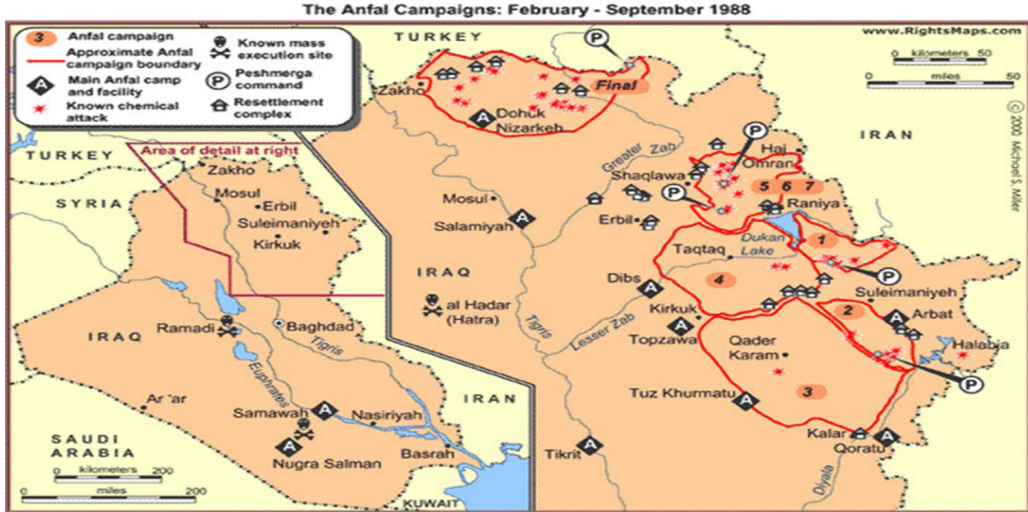 The Anfal Campaigns: February - September 1988
3 Anfal campaign
Approximate Anfal
campaign boundary
A Main Anfal camp
and facility
Known chemical
attack
Known mass
execution site
P Peshmerga
command
Resettlement
complex
TURKEY
www.RightsMaps.com
0 kilometers 50
0 miles 50
© 2000 Michael S. Miller
P
Zakho
Final
A Dohuk
Nizarkeh
IRAN
P
Greater Zab
Haj
Omran
Shaqlawa
5 6 7
P
Raniya
Mosul
A
Salamiyah
Erbil
Dukan
Lake
1
Taqtaq
P
IRAQ
Dibs
A
4
Suleimaniyeh
al Hadar
(Hatra)
Tigris
Lesser Zab
Kirkuk
A
Topzawa
2
A
Arbat
Qader
Karam
Halabja
P
Tuz Khurmatu
A
3
Kalar
A
Qoratu
Tikrit
A
Diyala
TURKEY
Area of detail at right
Zakho
SYRIA
Mosul
Erbil
Suleimaniyeh
Kirkuk
IRAQ
Ramadi
Baghdad
Tigris
Euphrates
IRAN
Ar 'ar
Samawah
A
Nasiriyah
SAUDI
ARABIA
A
Nugra Salman
Basrah
0 kilometers 200
0 miles 200
KUWAIT